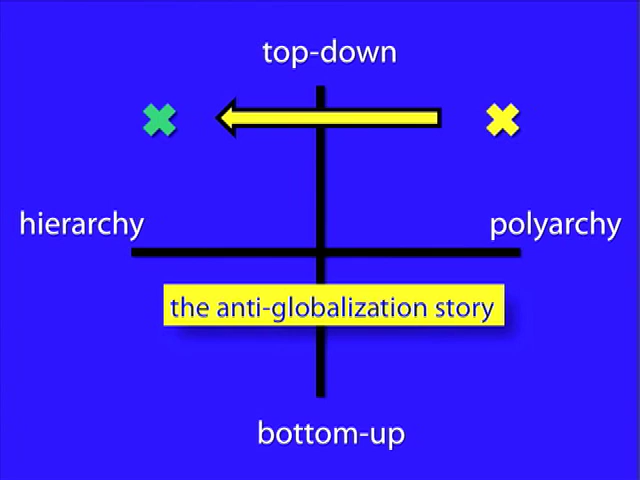 top-down
hierarchy
polyarchy
the anti-globalization story
bottom-up